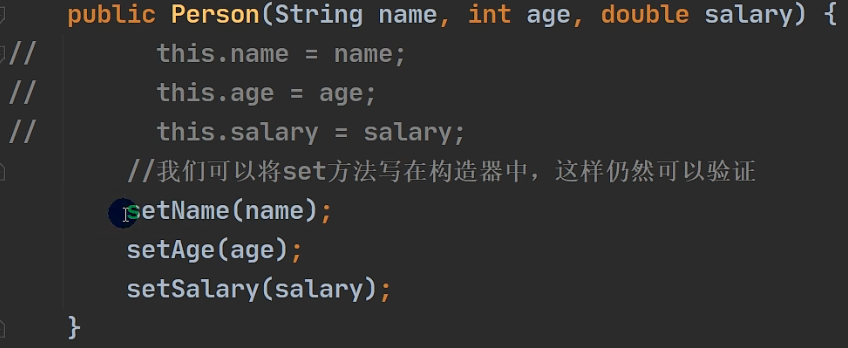 public Person(String name, int age, double salary) {
//        this.name = name;
//        this.age = age;
//        this.salary = salary;
//我们可以将set方法写在构造器中，这样仍然可以验证
setName(name);
setAge(age);
setSalary(salary);
}